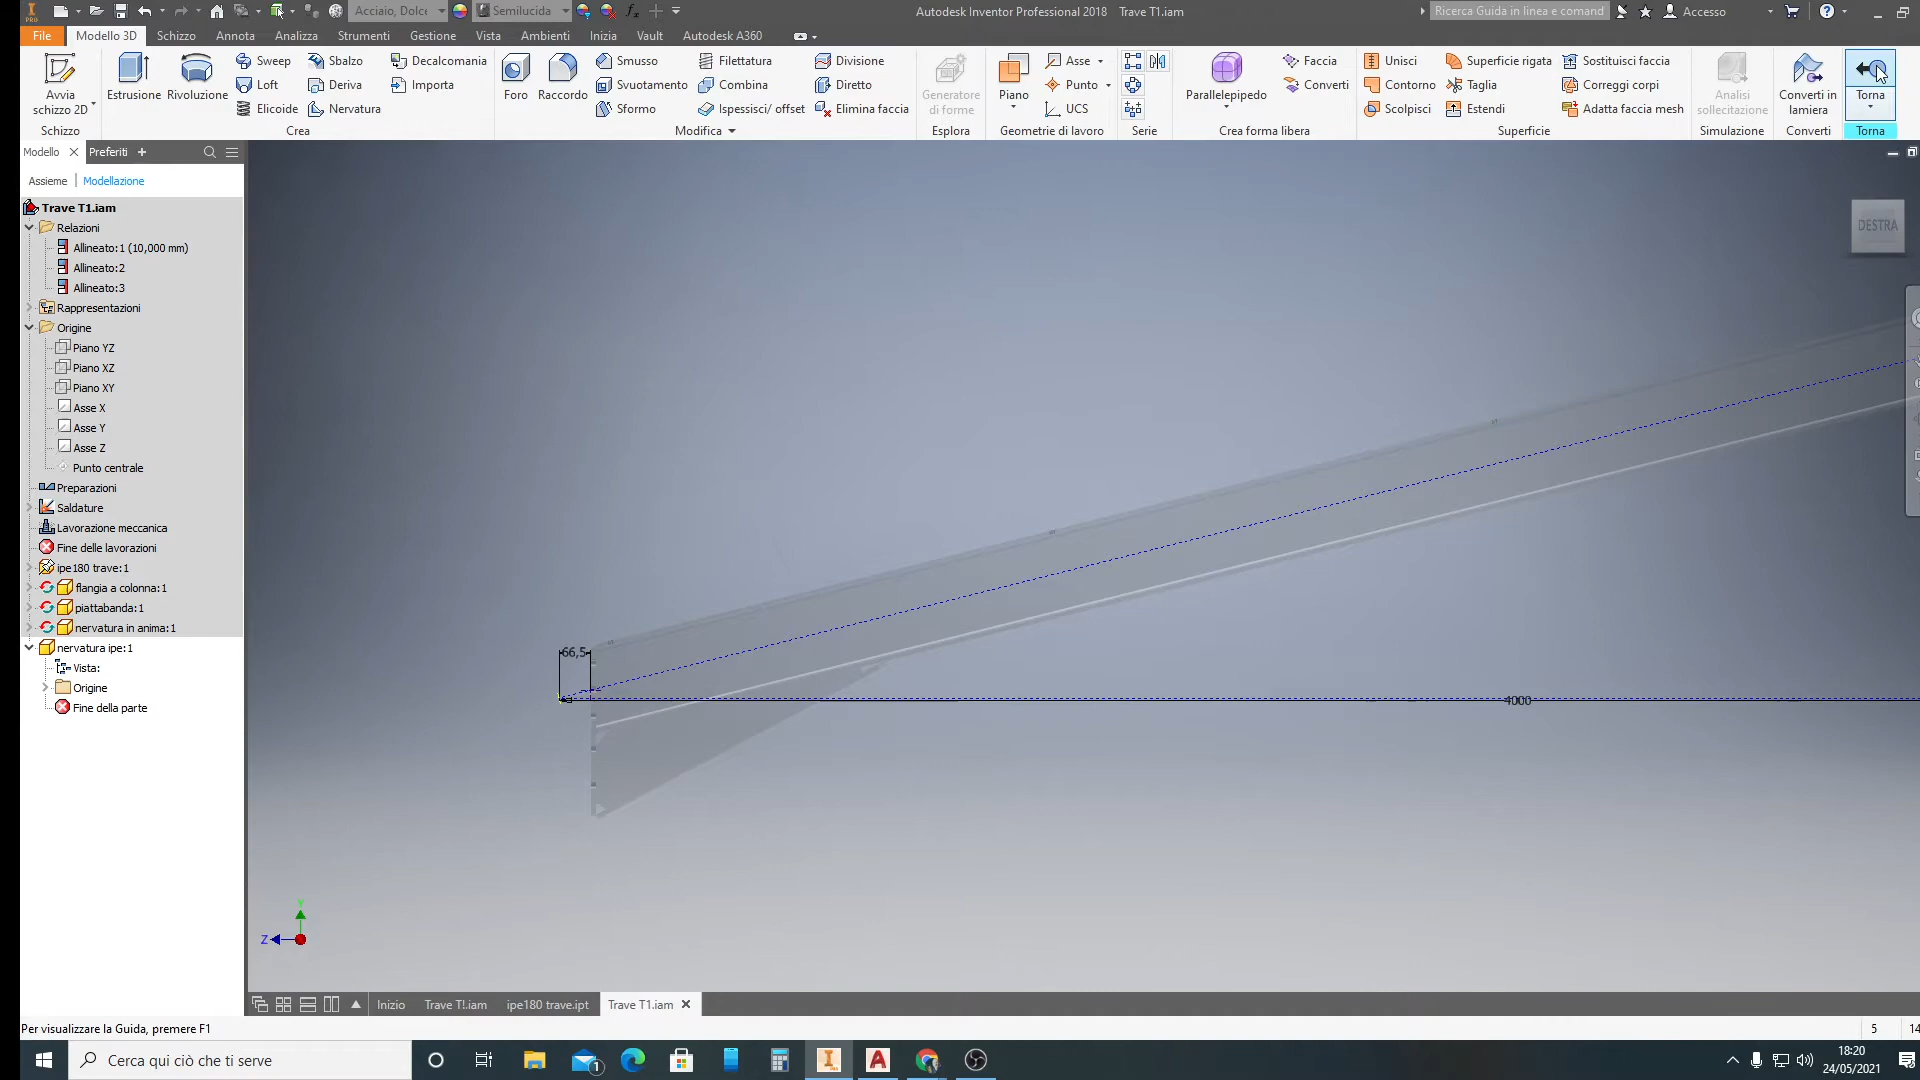 PRO Acciaio, Dolce Semilucida Autodesk Inventor Professional 2018 Trave T1.iam Ricerca Guida in linea e comand Accesso
File Modello 3D Schizzo Annota Analizza Strumenti Gestione Vista Inizia Vault Ambienti Autodesk A360
Avvia schizzo 2D
Estrusione
Rivoluzione
Sweep
Loft
Elicoide
Sbalzo
Deriva
Nervatura
Decalcomania
Importa
Foro
Raccordo
Smusso
Svuotamento
Sformo
Filettatura
Combina
Ispessisci/ offset
Divisione
Diretto
Elimina faccia
Generatore di forme
Piano
Asse
Punto
UCS
Parallelepipedo
Faccia
Converti
Unisci
Contorno
Scolpisci
Superficie rigata
Taglia
Estendi
Sostituisci faccia
Correggi corpi
Adatta faccia mesh
Analisi sollecitazione
Converti in lamiera
Torna
Schizzo Crea Modifica Esplora Geometrie di lavoro Serie Crea forma libera Superficie Simulazione Converti Torna
Modello Preferiti
Assieme Modellazione
Trave T1.iam
Relazioni
Allineato:1 (10,000 mm)
Allineato:2
Allineato:3
Rappresentazioni
Origine
Piano YZ
Piano XZ
Piano XY
Asse X
Asse Y
Asse Z
Punto centrale
Preparazioni
Saldature
Lavorazione meccanica
Fine delle lavorazioni
ipe180 trave:1
flangia a colonna:1
piattabanda:1
nervatura in anima:1
nervatura ipe:1
Vista:
Origine
Fine della parte
DESTRA
66,5
4000
Y
Z
Inizio Trave T!.iam ipe180 trave.ipt Trave T1.iam
Per visualizzare la Guida, premere F1
5 14
Cerca qui ciò che ti serve
1
18:20
24/05/2021